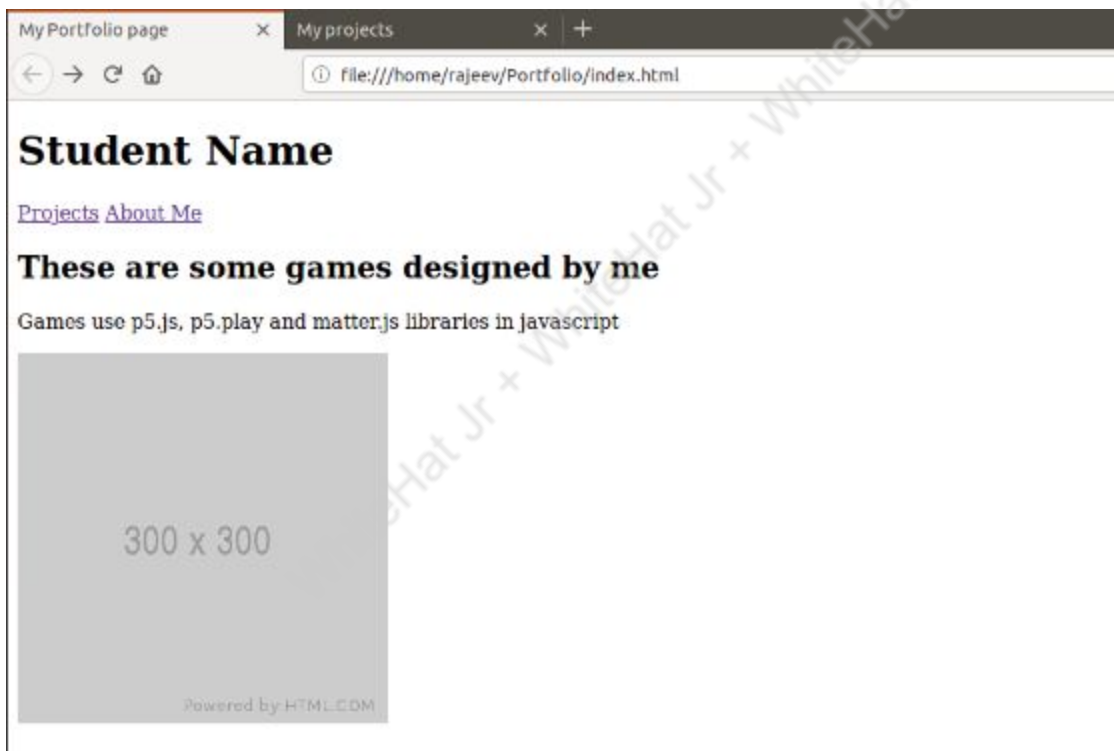 My Portfolio page × My projects × +
file:///home/rajeev/Portfolio/index.html
Student Name
Projects About Me
These are some games designed by me
Games use p5.js, p5.play and matter.js libraries in javascript
300 x 300
Powered by HTML.COM
WhiteHat Jr + WhiteHat Jr + WhiteHat